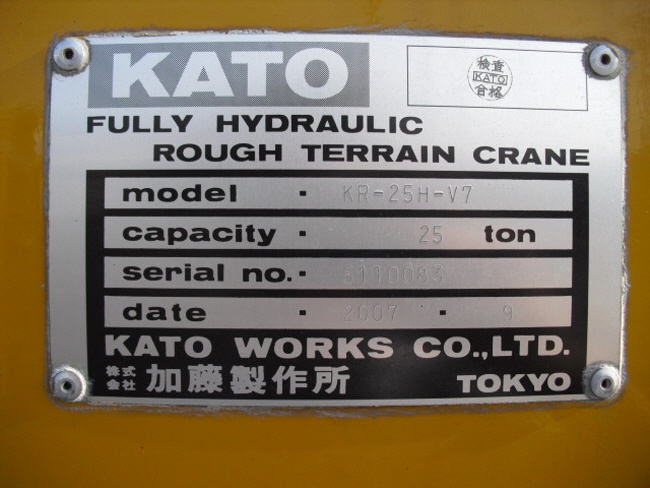 KATO
検査
KATO
合格
FULLY HYDRAULIC
ROUGH TERRAIN CRANE
model · KR-25H-V7
capacity · 25 ton
serial no. · 5110083
date · 2007 · 9
KATO WORKS CO.,LTD.
株式会社 加藤製作所 TOKYO